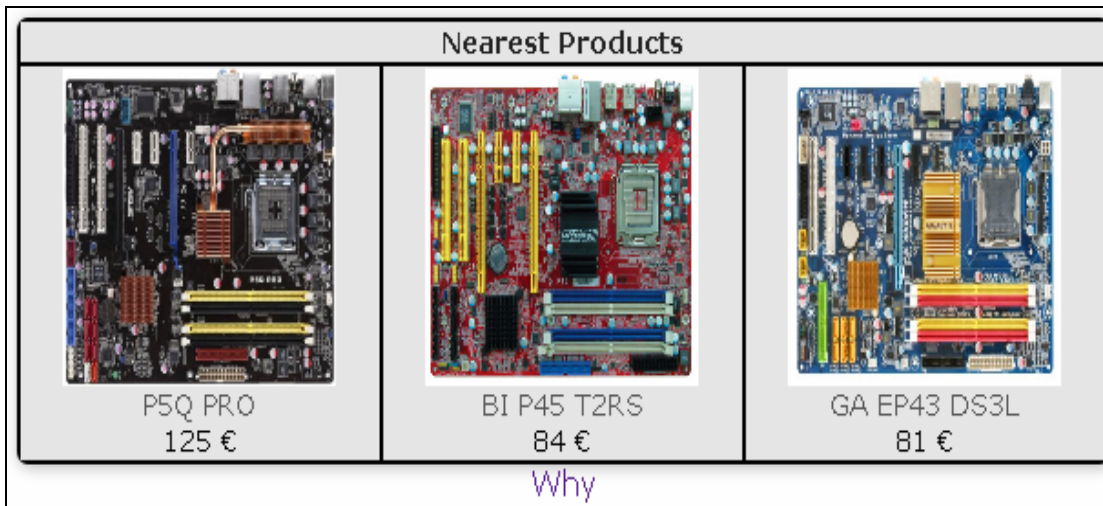 Nearest Products
P5Q PRO
125 €
BI P45 T2RS
84 €
GA EP43 DS3L
81 €
Why